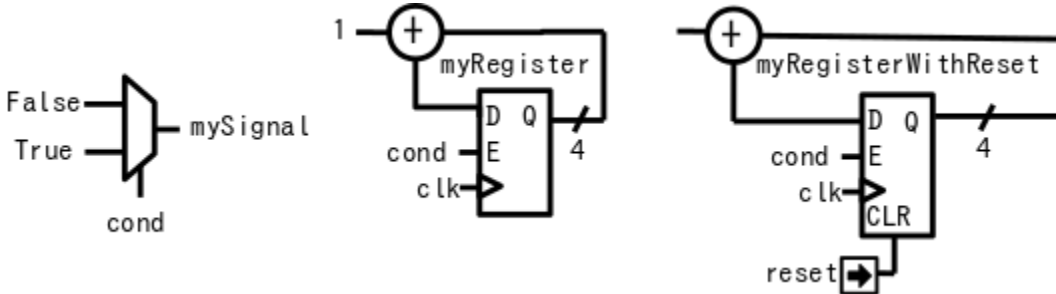 False
True
mySignal
cond
1
+
myRegister
D Q
4
cond
E
clk
+
myRegisterWithReset
D Q
4
cond
E
clk
CLR
reset